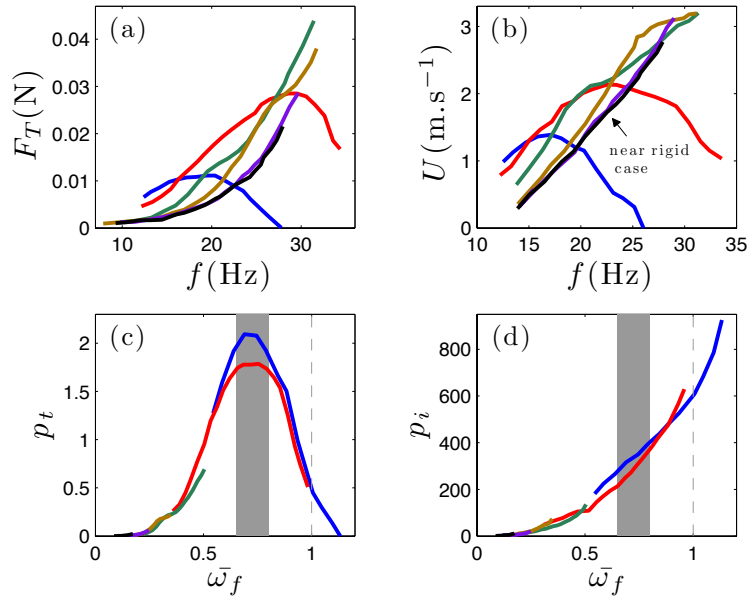 (a)
F_T(N)
0.04
0.03
0.02
0.01
0
10 20 30
f(Hz)
(b)
U(m.s⁻¹)
3
2
1
0
10 15 20 25 30 35
near rigid
case
f(Hz)
(c)
p_t
2
1.5
1
0.5
0
0 0.5 1
ω̄_f
(d)
p_i
800
600
400
200
0
0 0.5 1
ω̄_f